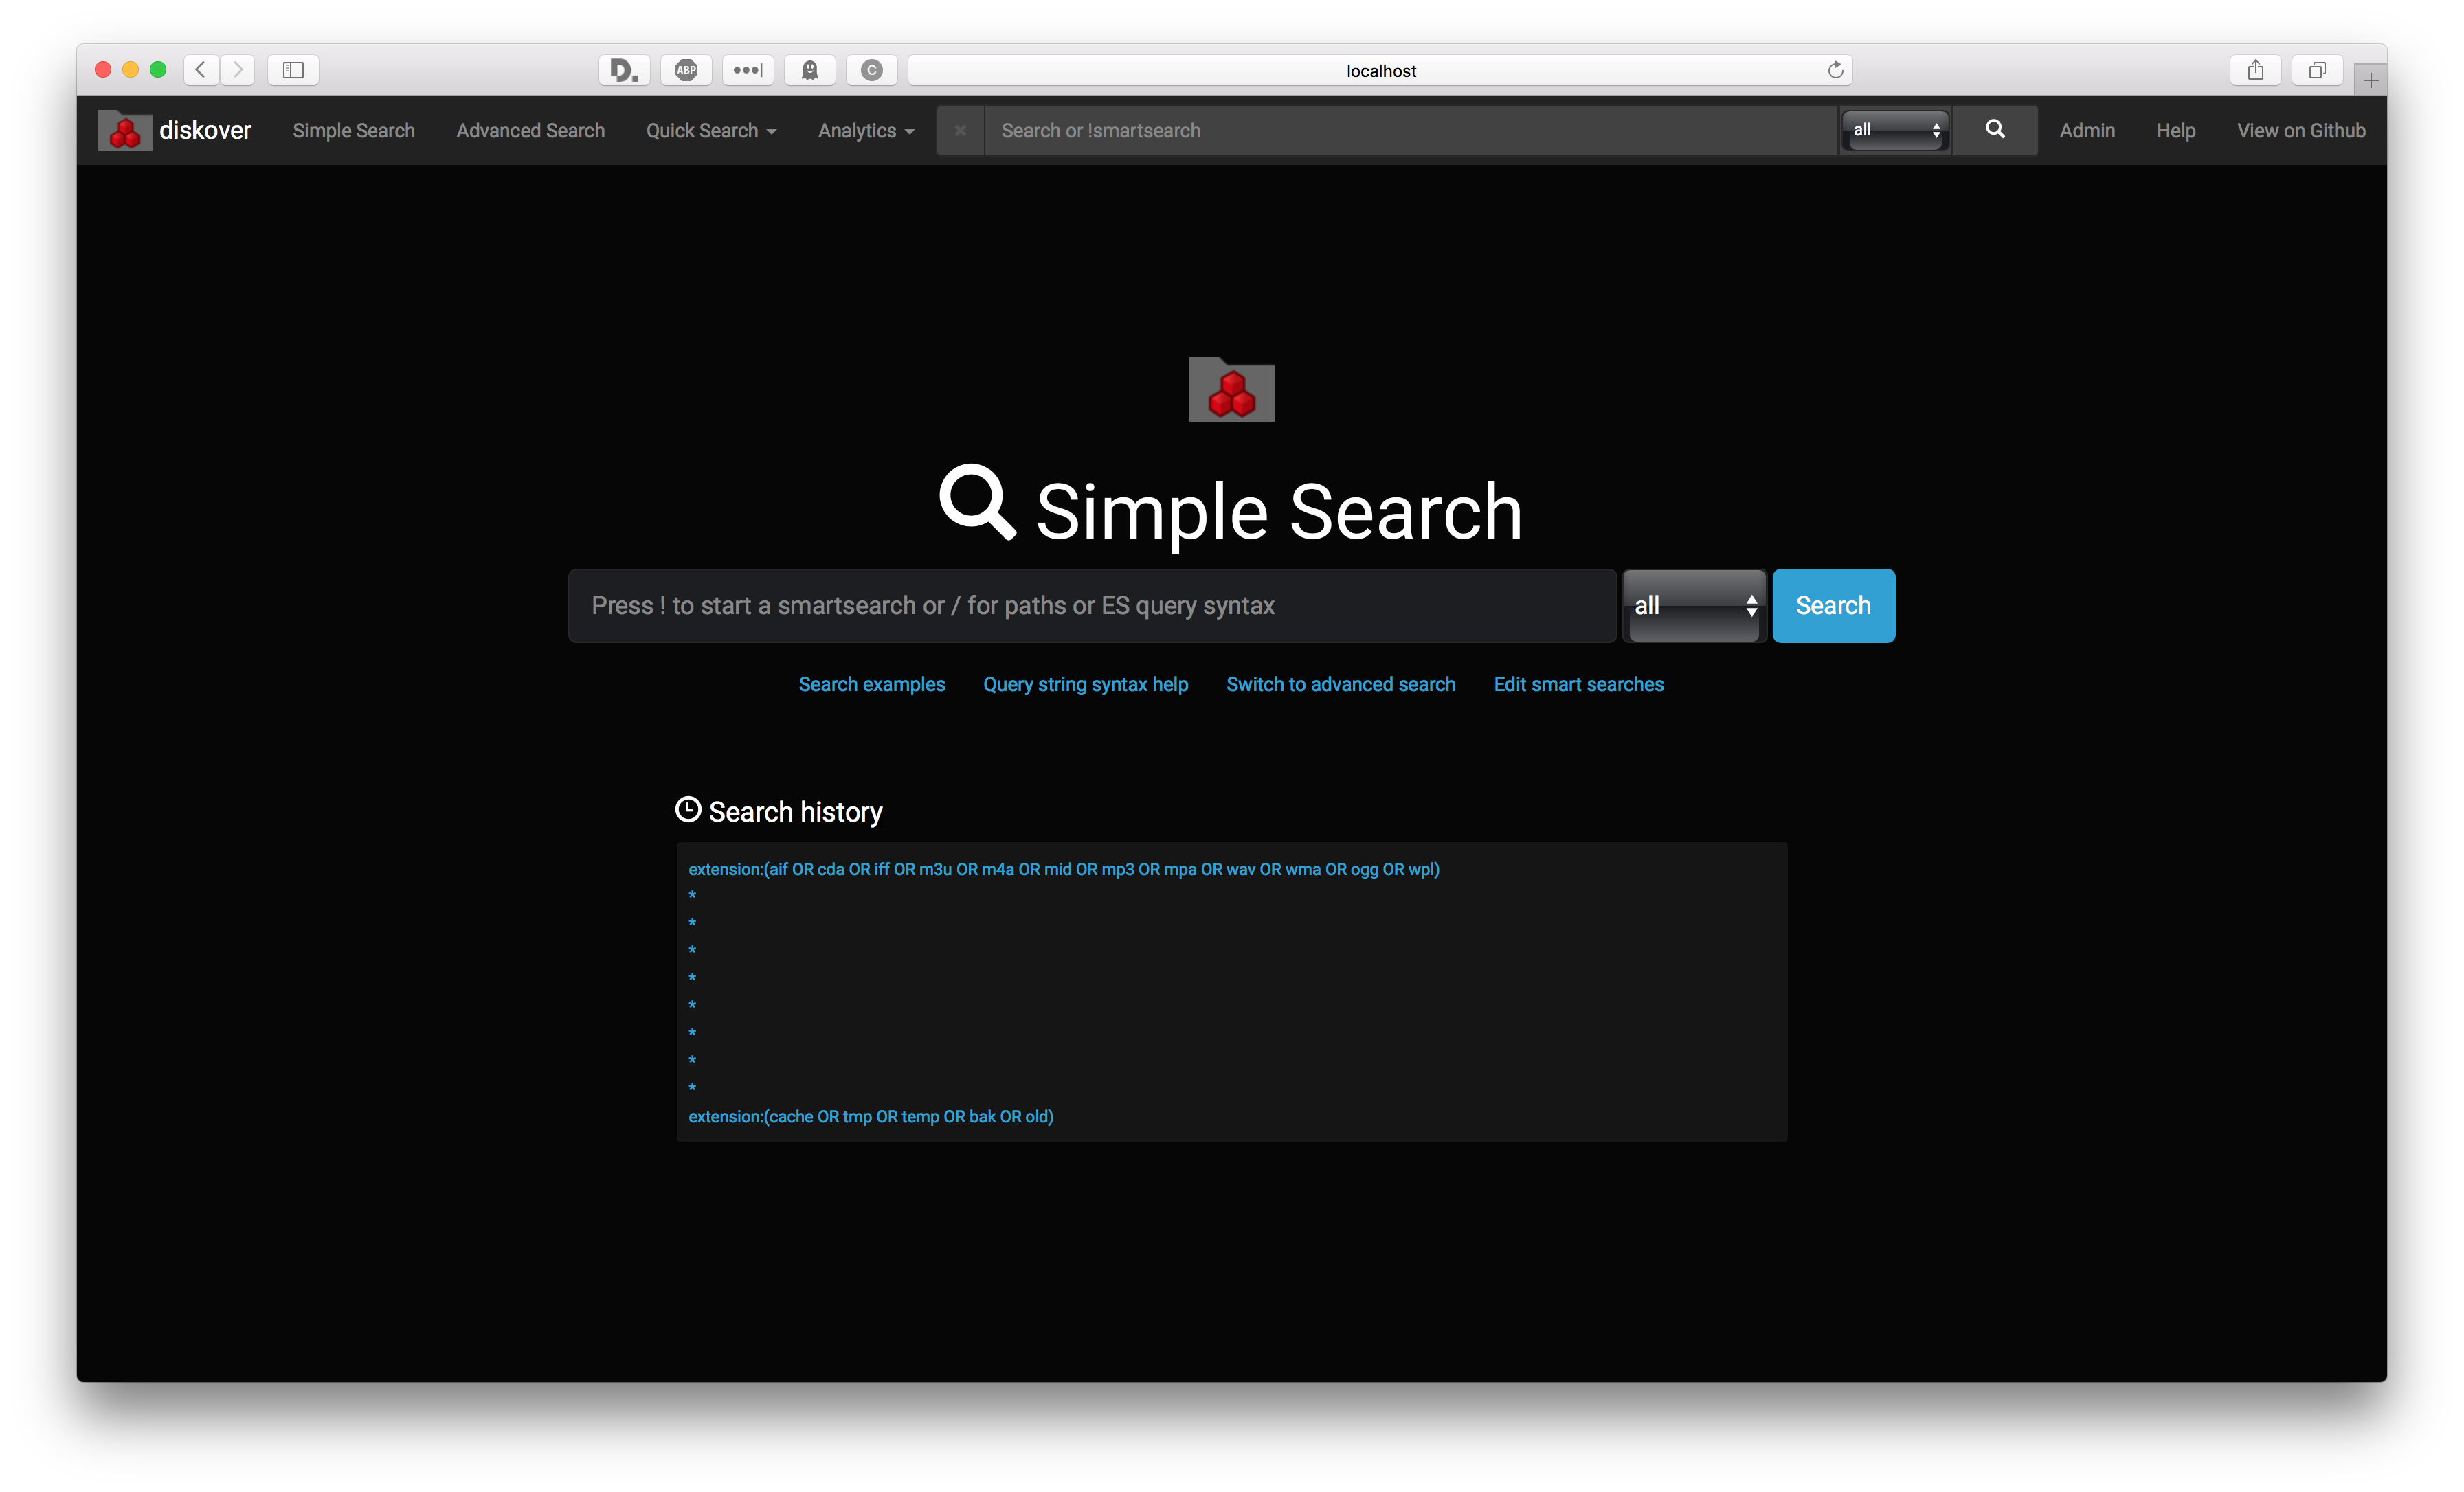 D. ABP C localhost
diskover Simple Search Advanced Search Quick Search Analytics Search or !smartsearch all Admin Help View on Github
Simple Search
Press ! to start a smartsearch or / for paths or ES query syntax all Search
Search examples Query string syntax help Switch to advanced search Edit smart searches
Search history
extension:(aif OR cda OR iff OR m3u OR m4a OR mid OR mp3 OR mpa OR wav OR wma OR ogg OR wpl)
*
*
*
*
*
*
*
*
extension:(cache OR tmp OR temp OR bak OR old)